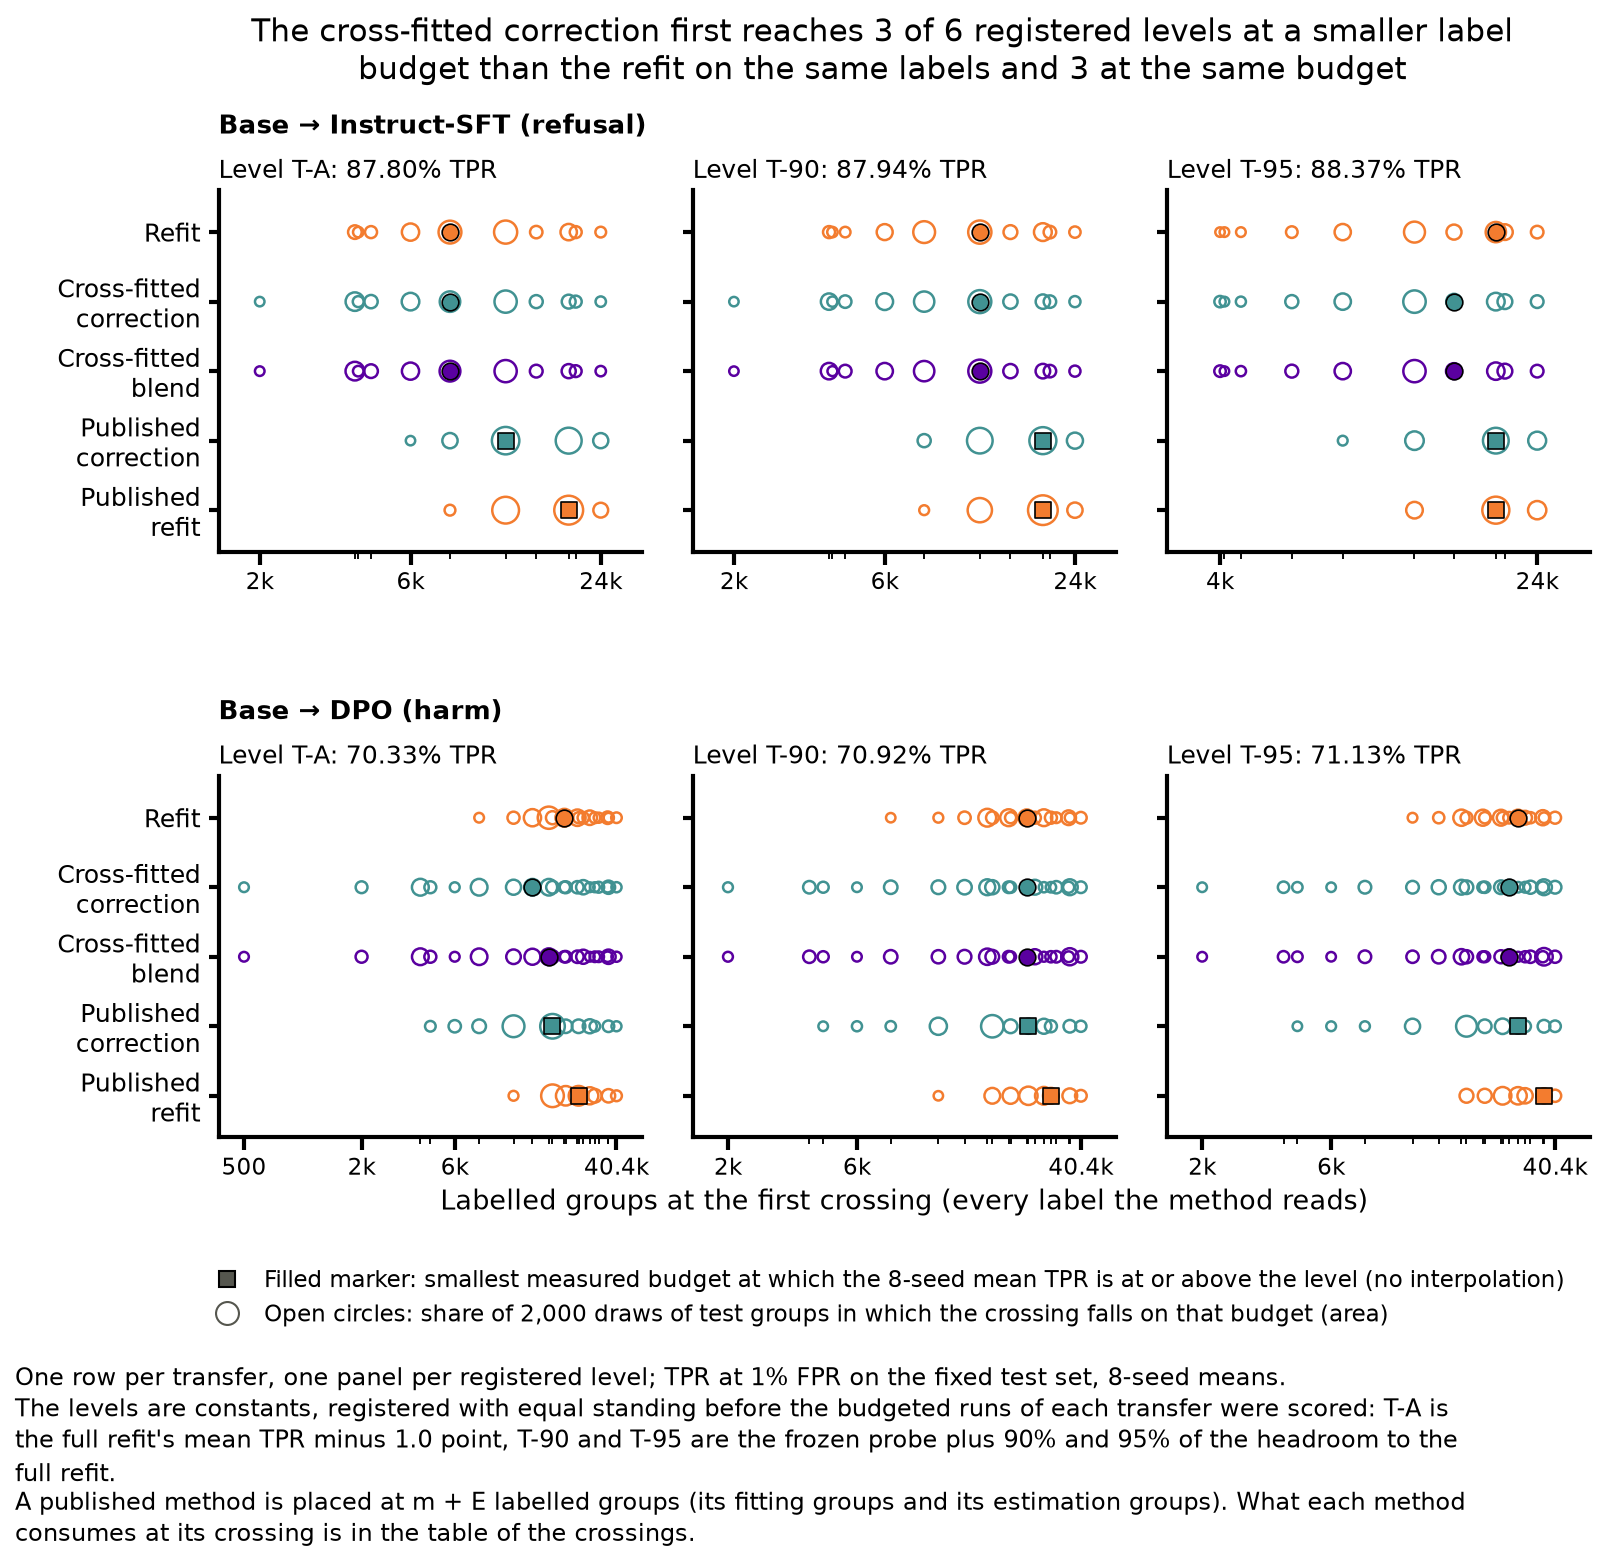 The cross-fitted correction first reaches 3 of 6 registered levels at a smaller label
budget than the refit on the same labels and 3 at the same budget
Base → Instruct-SFT (refusal)
Level T-A: 87.80% TPR
Level T-90: 87.94% TPR
Level T-95: 88.37% TPR
Refit
Cross-fitted
correction
Cross-fitted
blend
Published
correction
Published
refit
2k
6k
24k
2k
6k
24k
4k
24k
Base → DPO (harm)
Level T-A: 70.33% TPR
Level T-90: 70.92% TPR
Level T-95: 71.13% TPR
Refit
Cross-fitted
correction
Cross-fitted
blend
Published
correction
Published
refit
500
2k
6k
40.4k
2k
6k
40.4k
2k
6k
40.4k
Labelled groups at the first crossing (every label the method reads)
Filled marker: smallest measured budget at which the 8-seed mean TPR is at or above the level (no interpolation)
Open circles: share of 2,000 draws of test groups in which the crossing falls on that budget (area)
One row per transfer, one panel per registered level; TPR at 1% FPR on the fixed test set, 8-seed means.
The levels are constants, registered with equal standing before the budgeted runs of each transfer were scored: T-A is
the full refit's mean TPR minus 1.0 point, T-90 and T-95 are the frozen probe plus 90% and 95% of the headroom to the
full refit.
A published method is placed at m + E labelled groups (its fitting groups and its estimation groups). What each method
consumes at its crossing is in the table of the crossings.